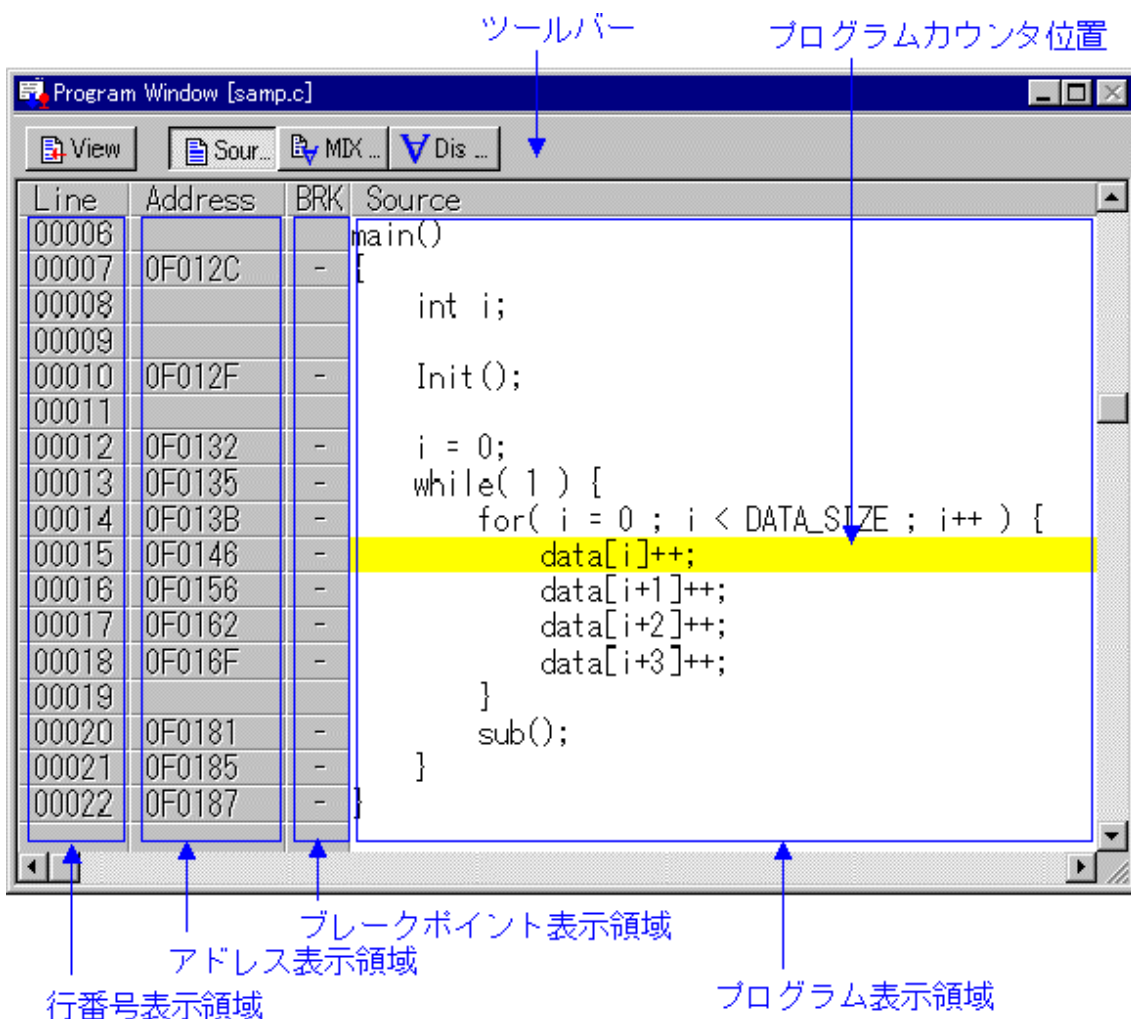 ツールバー
プログラムカウンタ位置
Program Window [samp.c]
View Sour... MIX ... Dis ...
Line Address BRK Source
00006 main()
00007 0F012C - {
00008 int i;
00009
00010 0F012F - Init();
00011
00012 0F0132 - i = 0;
00013 0F0135 - while( 1 ) {
00014 0F013B - for( i = 0 ; i < DATA_SIZE ; i++ ) {
00015 0F0146 - data[i]++;
00016 0F0156 - data[i+1]++;
00017 0F0162 - data[i+2]++;
00018 0F016F - data[i+3]++;
00019 }
00020 0F0181 - sub();
00021 0F0185 - }
00022 0F0187 - }
ブレークポイント表示領域
アドレス表示領域
行番号表示領域
プログラム表示領域